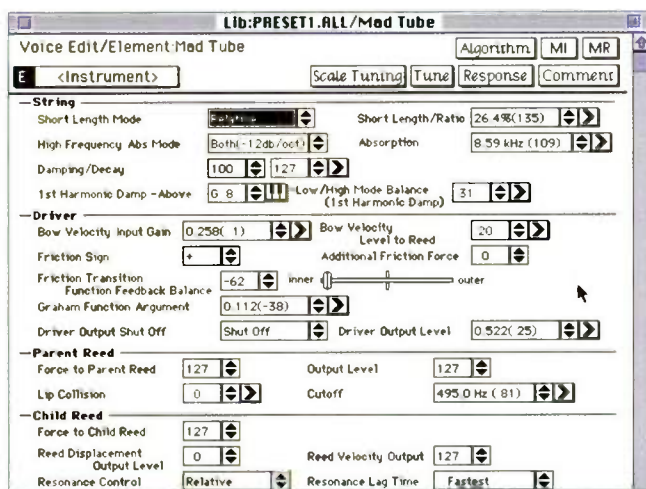 Lib:PRESET1.ALL/Mad Tube
Voice Edit/Element:Mad Tube
Algorithm MI MR
E <Instrument> Scale Tuning Tune Response Comment
String
Short Length Mode Relative Short Length/Ratio 26.4%(135)
High Frequency Abs Mode Both(-12db/oct) Absorption 8.59 kHz (109)
Damping/Decay 100 127
1st Harmonic Damp -Above G 8 Low/High Mode Balance 31
(1st Harmonic Damp)
Driver
Bow Velocity Input Gain 0.258( 1) Bow Velocity 20
Level to Reed
Friction Sign + Additional Friction Force 0
Friction Transition
Function Feedback Balance -62 inner outer
Graham Function Argument 0.112(-38)
Driver Output Shut Off Shut Off Driver Output Level 0.522( 25)
Parent Reed
Force to Parent Reed 127 Output Level 127
Lip Collision 0 Cutoff 495.0 Hz ( 81)
Child Reed
Force to Child Reed 127
Reed Displacement 0 Reed Velocity Output 127
Output Level
Resonance Control Relative Resonance Lag Time Fastest